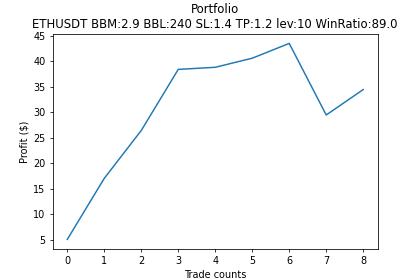 Portfolio
ETHUSDT BBM:2.9 BBL:240 SL:1.4 TP:1.2 lev:10 WinRatio:89.0
45
40
35
30
25
20
15
10
5
Profit ($)
0 1 2 3 4 5 6 7 8
Trade counts